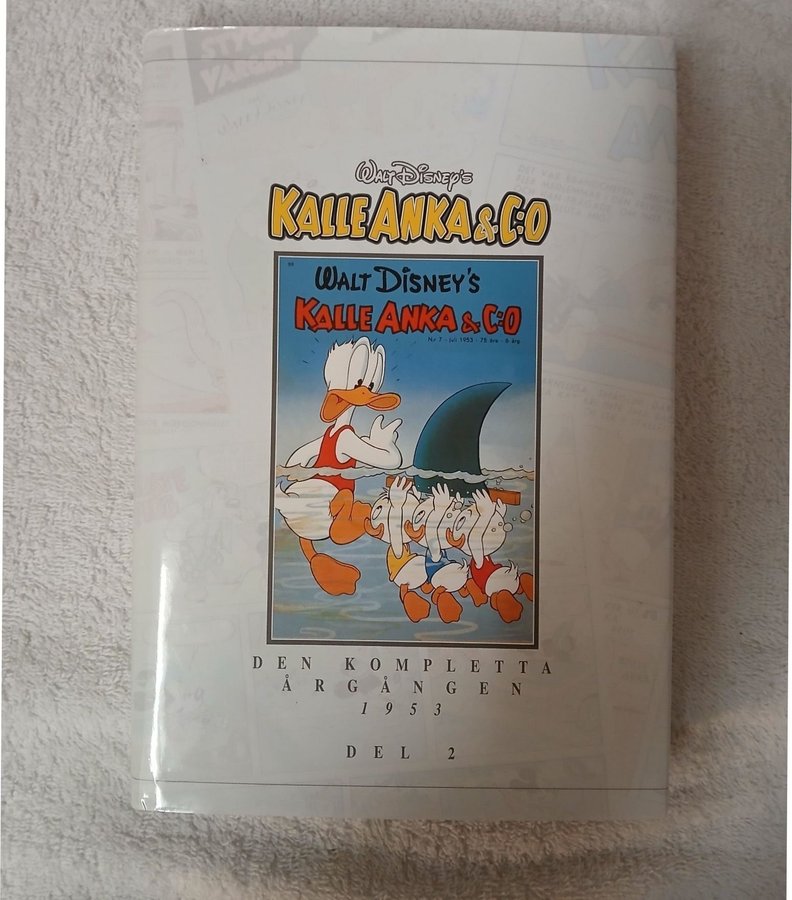 Walt Disney's
KALLE ANKA & C:O
98
WALT DISNEY'S
KALLE ANKA & C:O
Nr 7 - juli 1953 - 75 öre - 6 årg
DEN KOMPLETTA
ÅRGÅNGEN
1953
DEL 2